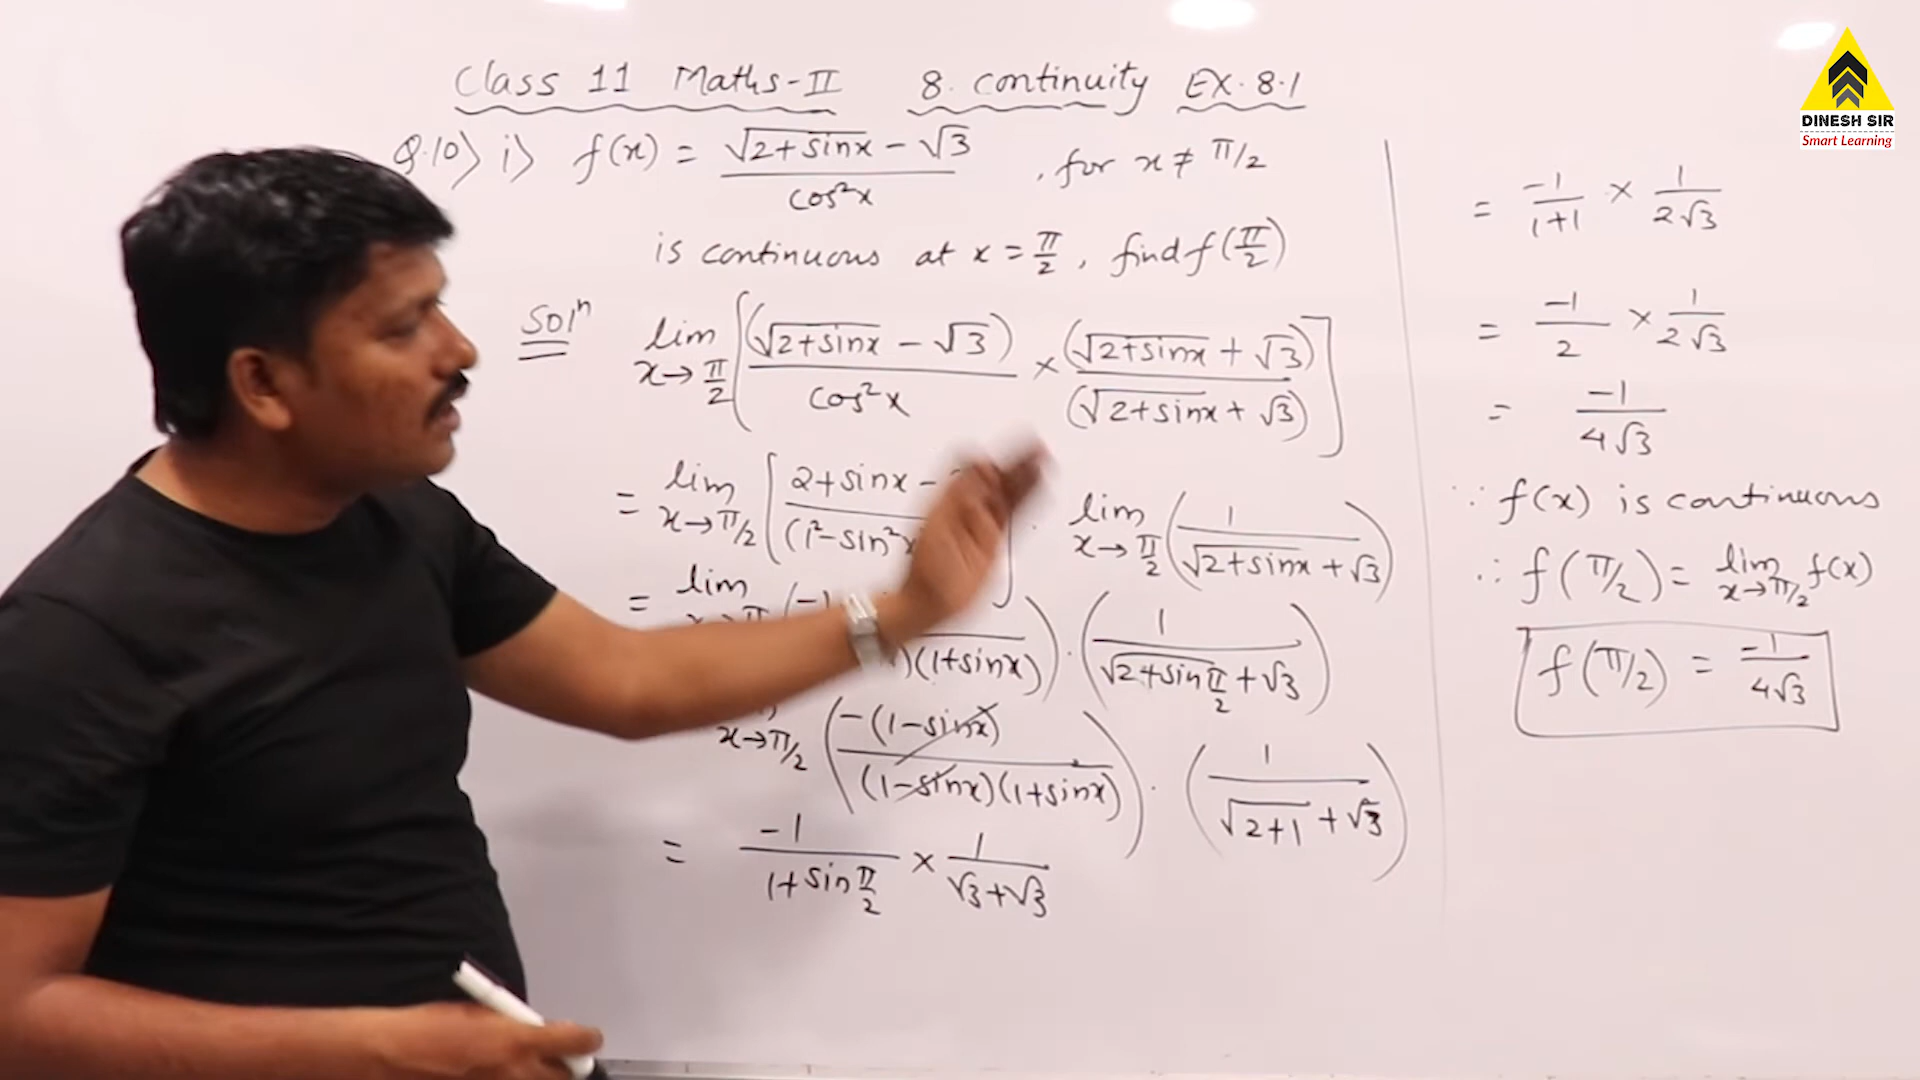 Class 11 Maths-II 8. Continuity EX. 8.1
Q.10) i) f(x) = (√(2+sinx) - √3) / cos²x , for x ≠ π/2
is continuous at x = π/2 , find f(π/2)
Solⁿ lim x→π/2 [ (√(2+sinx) - √3) / cos²x × (√(2+sinx) + √3) / (√(2+sinx) + √3) ]
= lim x→π/2 [ 2+sinx - / (1²-sin²x ] · lim x→π/2 ( 1 / (√(2+sinx) + √3) )
= lim (-1 / )(1+sinx) ) · ( 1 / (√(2+sin π/2) + √3) )
x→π/2 ( -(1-sinx) / (1-sinx)(1+sinx) ) · ( 1 / (√(2+1) + √3) )
= -1 / (1+sin π/2) × 1 / (√3+√3)
= -1 / (1+1) × 1 / (2√3)
= -1 / 2 × 1 / (2√3)
= -1 / (4√3)
∵ f(x) is continuous
∴ f(π/2) = lim x→π/2 f(x)
f(π/2) = -1 / (4√3)
DINESH SIR
Smart Learning